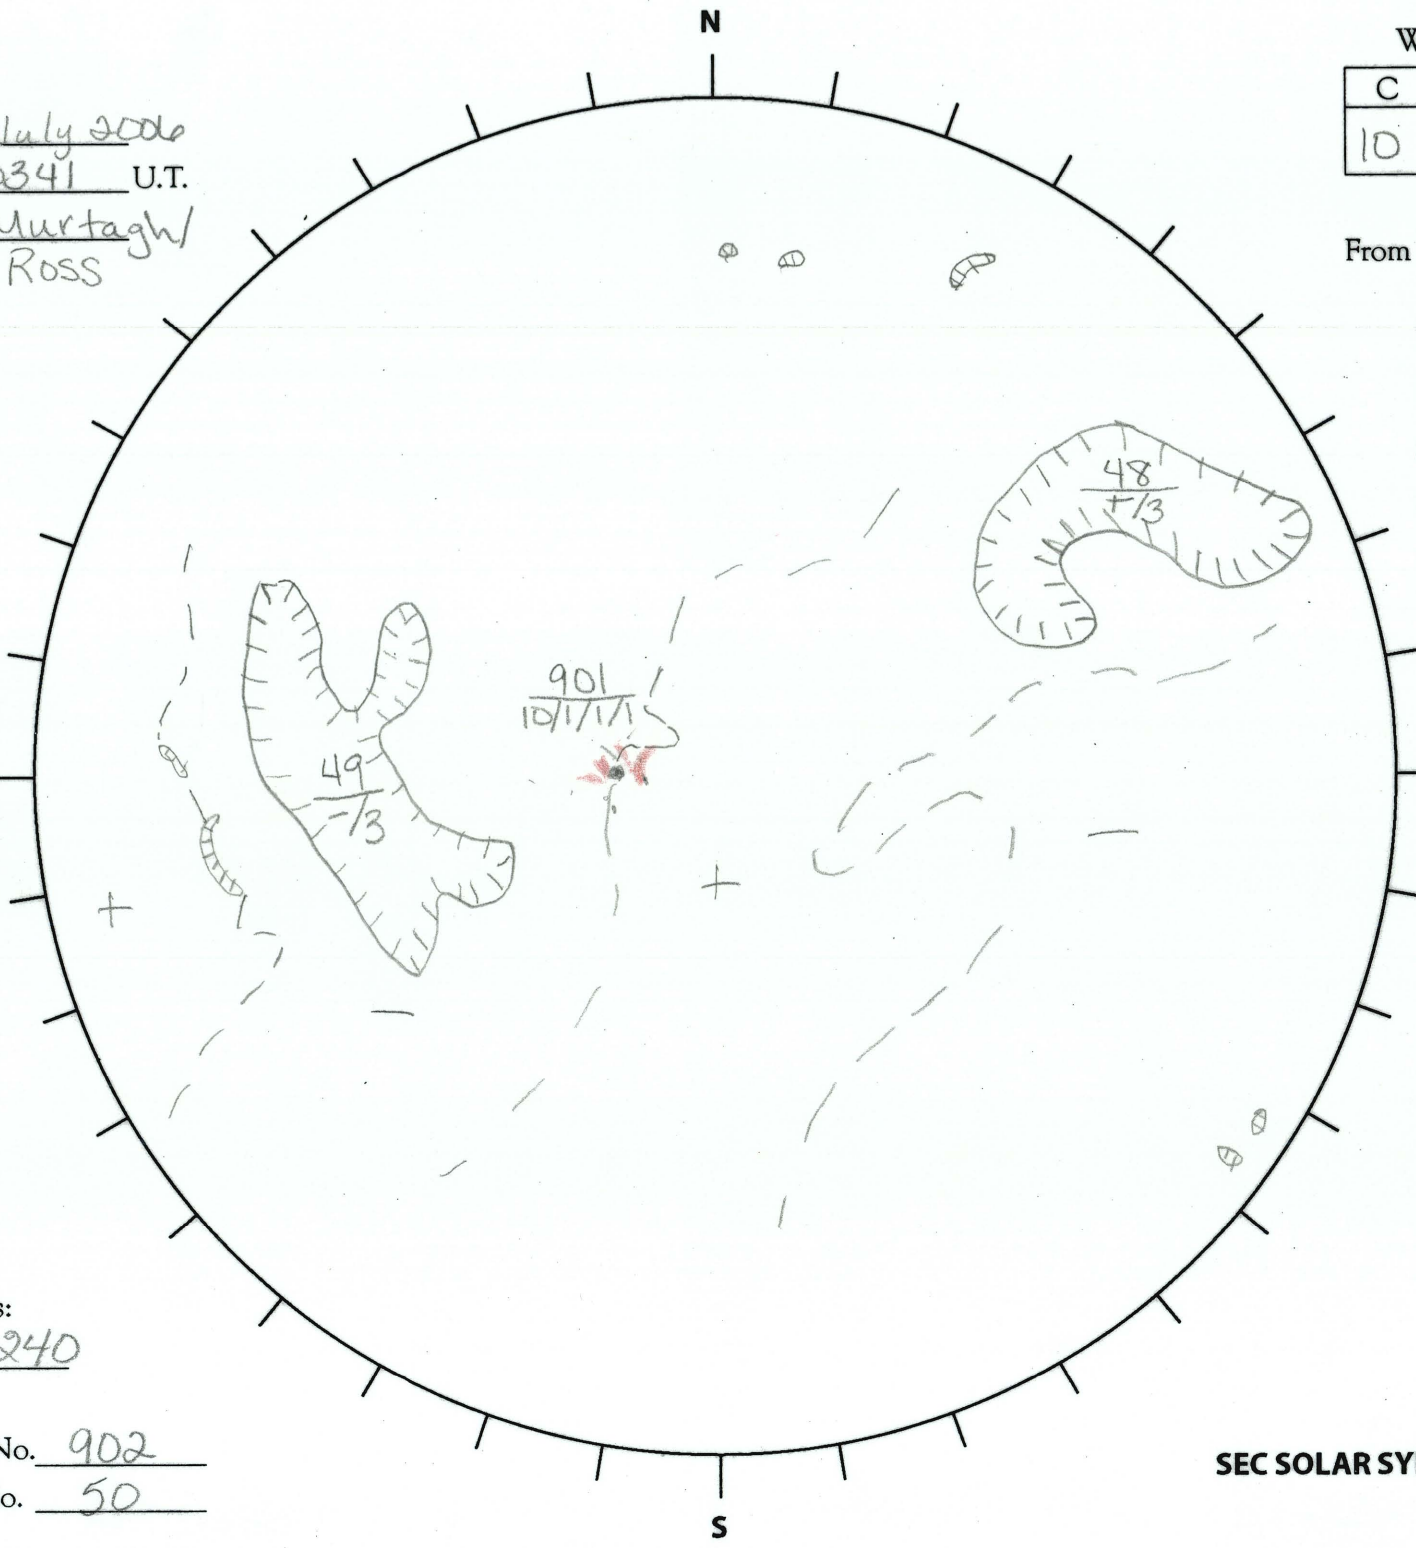 N
W
C
10
July 2006
0341 U.T.
Murtagh/
Ross
From
48
+/3
901
10/1/1/1
49
-/3
+
+
-
-
s:
240
No. 902
o. 50
SEC SOLAR SY
S